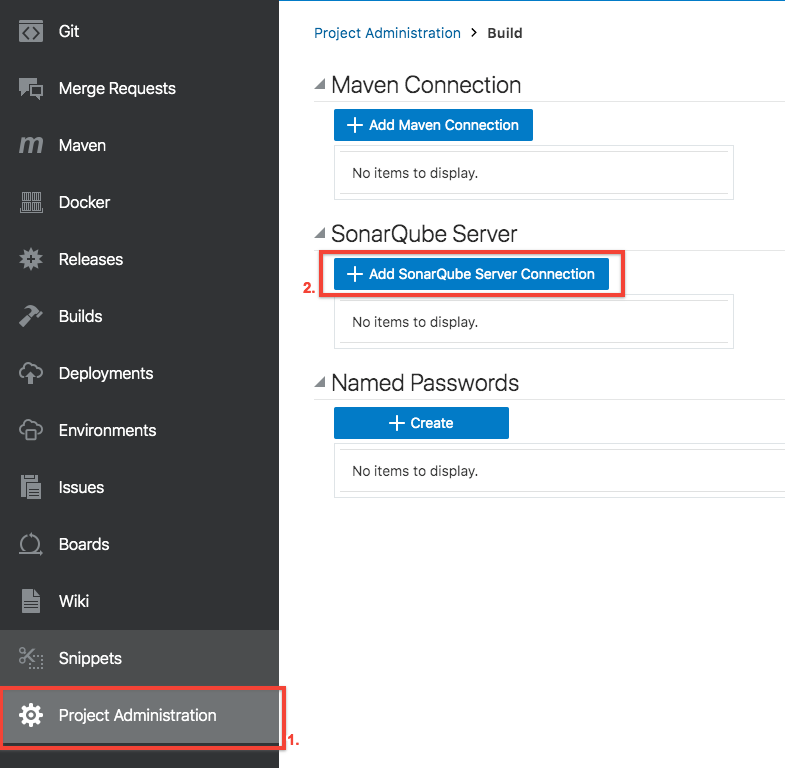 Git
Merge Requests
m Maven
Docker
Releases
Builds
Deployments
Environments
Issues
Boards
Wiki
Snippets
Project Administration
1.
Project Administration > Build
Maven Connection
+ Add Maven Connection
No items to display.
SonarQube Server
2.
+ Add SonarQube Server Connection
No items to display.
Named Passwords
+ Create
No items to display.